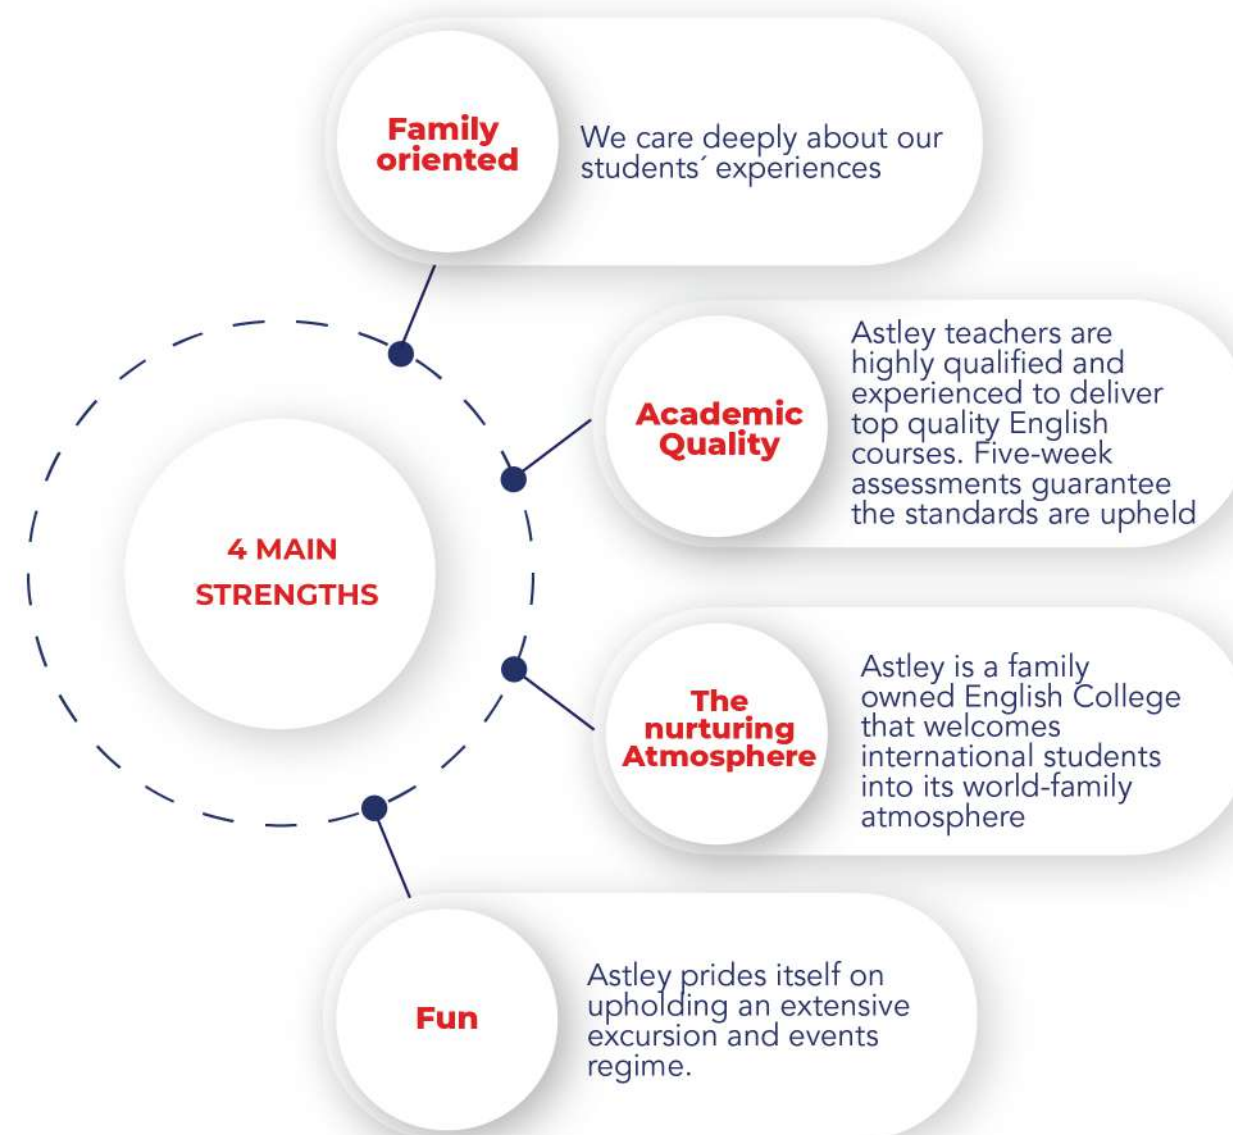 Family
oriented
We care deeply about our
students´ experiences
Academic
Quality
Astley teachers are
highly qualified and
experienced to deliver
top quality English
courses. Five-week
assessments guarantee
the standards are upheld
4 MAIN
STRENGTHS
The
nurturing
Atmosphere
Astley is a family
owned English College
that welcomes
international students
into its world-family
atmosphere
Fun
Astley prides itself on
upholding an extensive
excursion and events
regime.